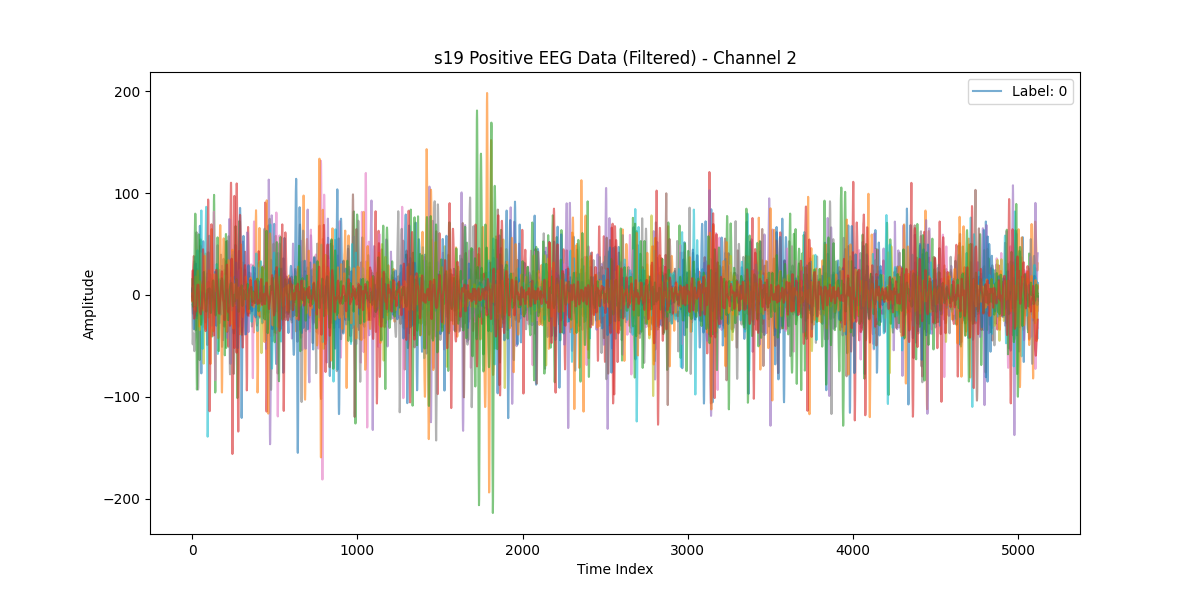 s19 Positive EEG Data (Filtered) - Channel 2
Label: 0
Amplitude
200
100
0
−100
−200
0 1000 2000 3000 4000 5000
Time Index